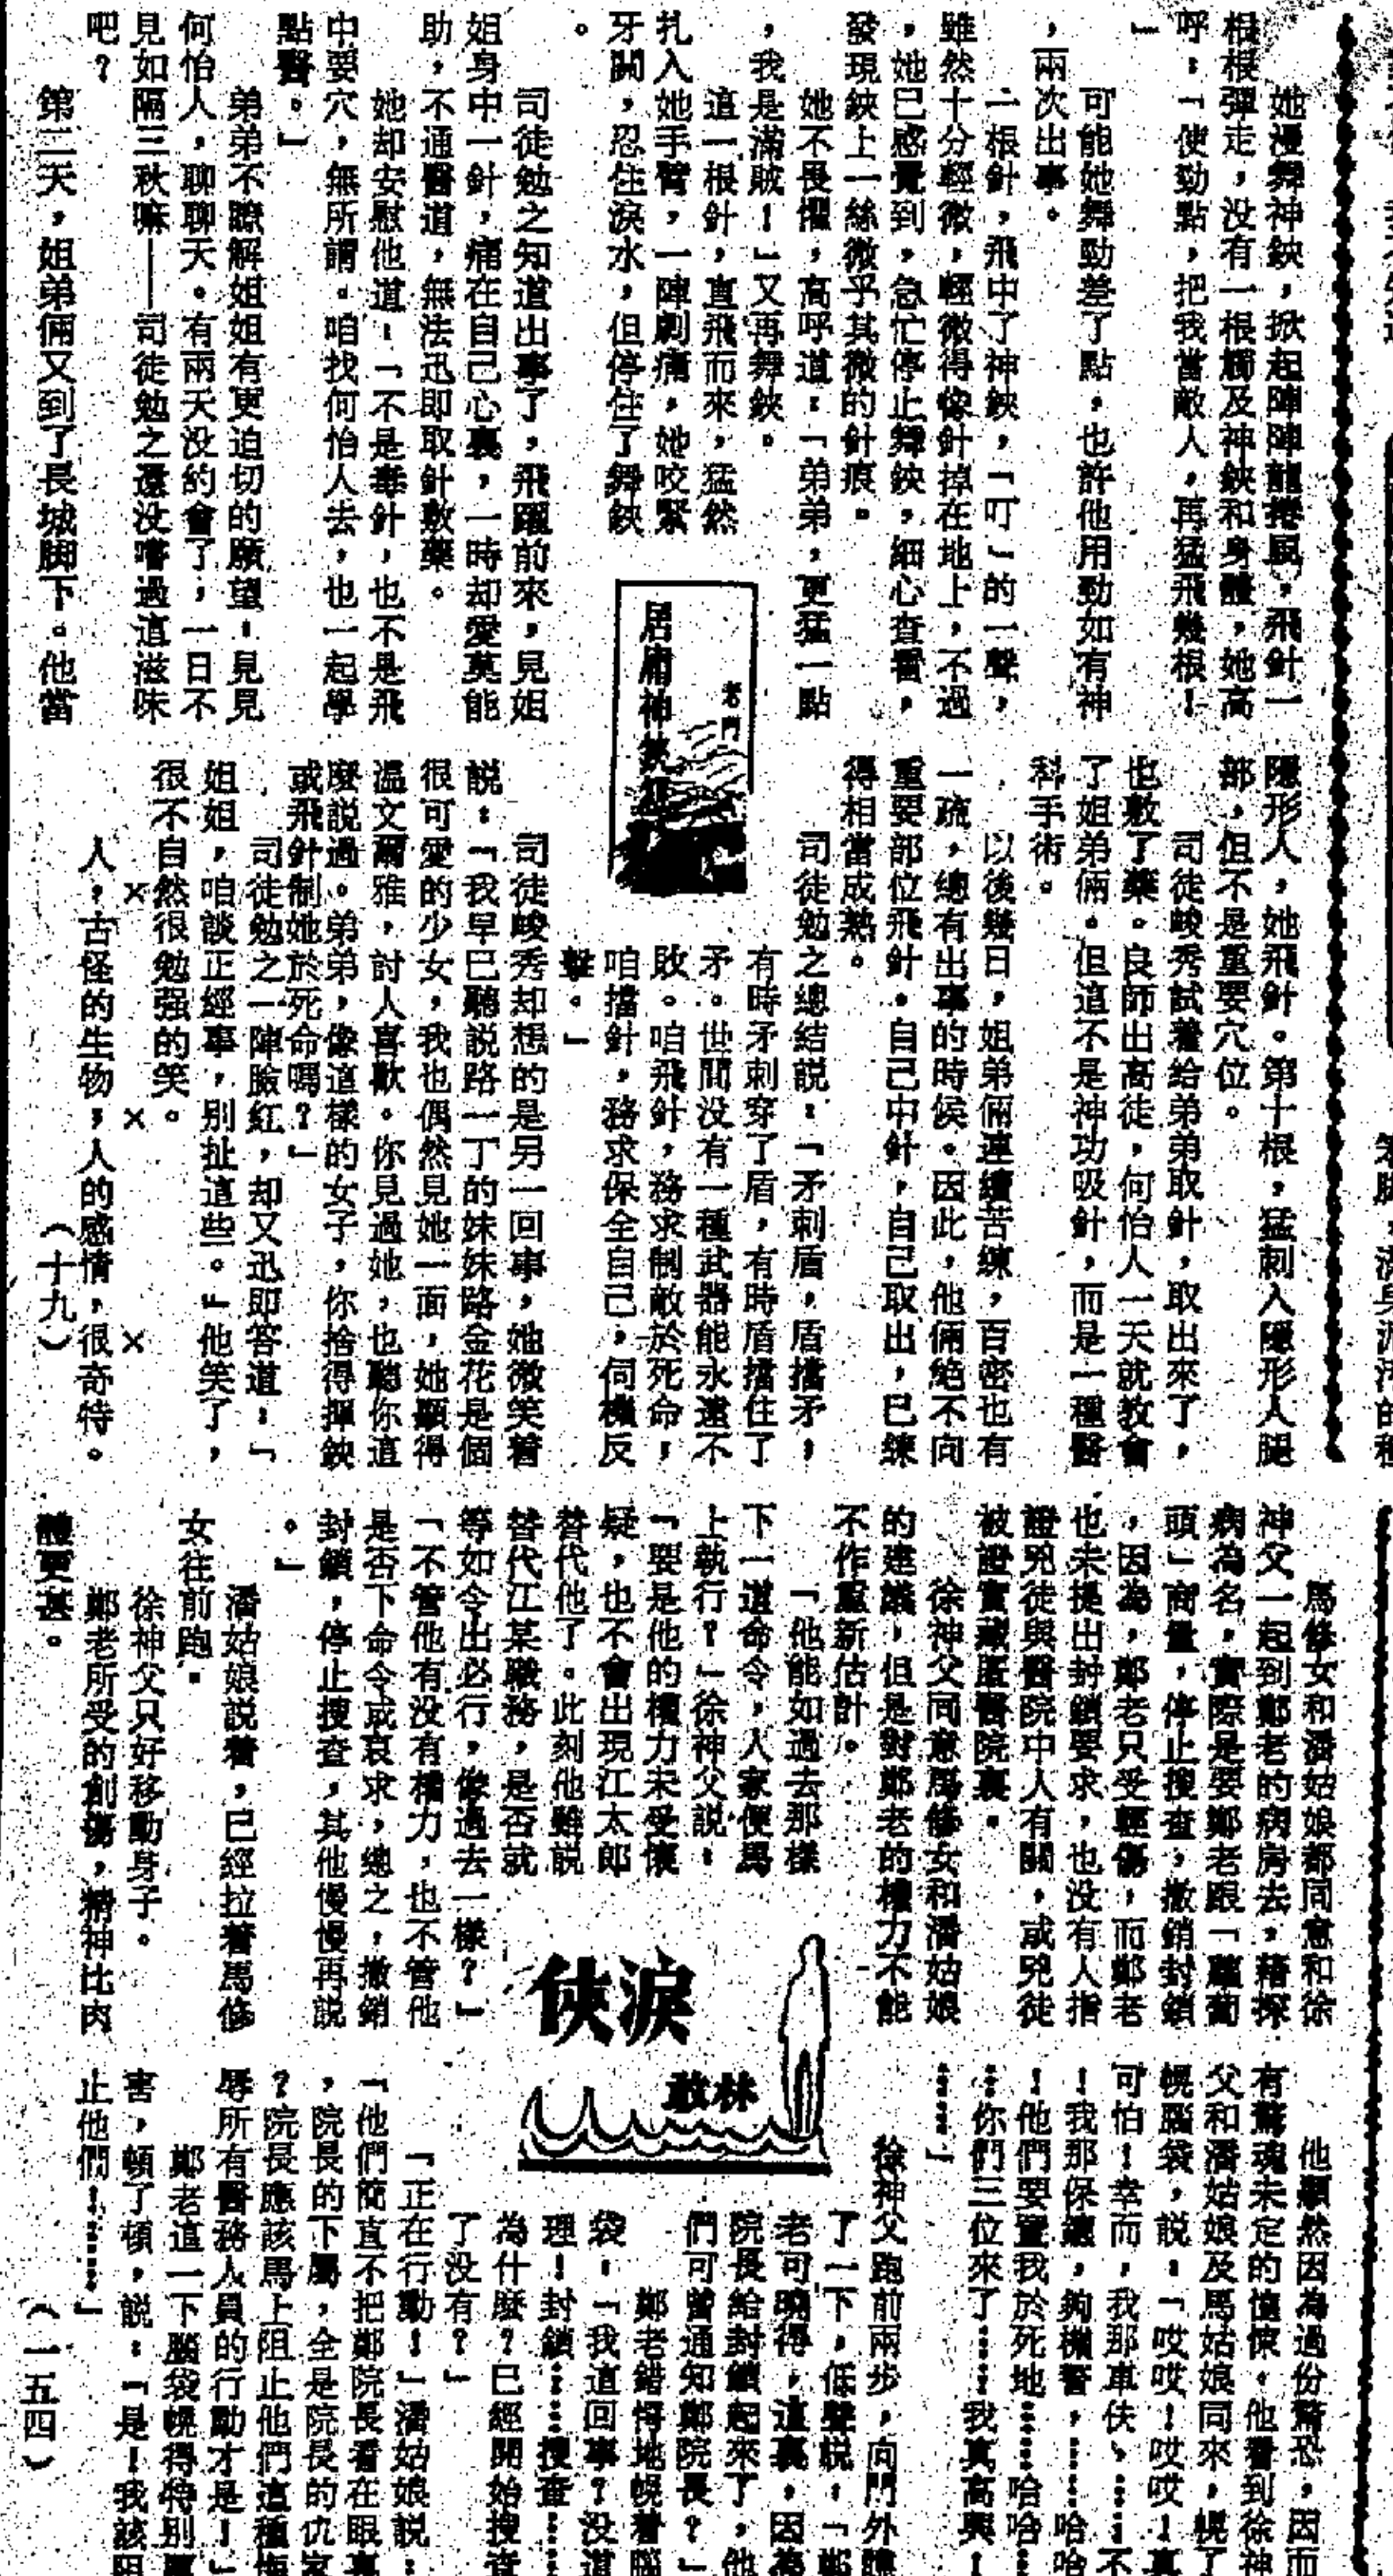 她漫舞神鈌，掀起陣陣龍捲風，飛針一
根根彈走，没有一根觸及神鈌和身體，她高
呼：「使勁點，把我當敵人，再猛飛幾根！
」
可能她舞勁差了點，也許他用勁如有神
，兩次出事。
二根針，飛中了神鈌，「叮」的一聲，
雖然十分輕微，輕微得像針掉在地上，不過
，她已感覺到，急忙停止舞鈌，細心查看，
發現鈌上一絲微乎其微的針痕。
她不畏懼，高呼道：「弟弟，更猛一點
，我是滿賊！」又再舞鈌。
這一根針，直飛而來，猛然
扎入她手臂，一陣劇痛，她咬緊
牙關，忍住淚水，但停住了舞鈌
。
司徒勉之知道出事了，飛躍前來，見姐
姐身中一針，痛在自己心裏，一時却愛莫能
助，不通醫道，無法迅即取針敷藥。
她却安慰他道：「不是毒針，也不是飛
中要穴，無所謂。咱找何怡人去，也一起學
點醫。」
弟弟不瞭解姐姐有更迫切的願望：見見
何怡人，聊聊天。有兩天没約會了，一日不
見如隔三秋嘛——司徒勉之還没嚐過這滋味
吧？
第二天，姐弟倆又到了長城脚下。他當
居庸神鈌
老門
隱形人，她飛針。第十根，猛刺入隱形人腿
部，但不是重要穴位。
司徒峻秀試着給弟弟取針，取出來了，
也敷了藥。良師出高徒，何怡人一天就教會
了姐弟倆。但這不是神功吸針，而是一種醫
科手術。
以後幾日，姐弟倆連續苦練，百密也有
一疏，總有出事的時候。因此，他倆絶不向
重要部位飛針。自己中針，自己取出，已練
得相當成熟。
司徒勉之總結説：「矛刺盾，盾擋矛，
有時矛刺穿了盾，有時盾擋住了
矛。世間没有一種武器能永遠不
敗。咱飛針，務求制敵於死命，
咱擋針，務求保全自己，伺機反
擊。」
司徒峻秀却想的是另一回事，她微笑着
説：「我早已聽説路一丁的妹妹路金花是個
很可愛的少女，我也偶然見她一面，她顯得
溫文爾雅，討人喜歡。你見過她，也聽你這
麽説過。弟弟，像這樣的女子，你捨得揮鈌
或飛針制她於死命嗎？」
司徒勉之一陣臉紅，却又迅即答道：「
姐姐，咱談正經事，别扯這些。」他笑了，
很不自然很勉强的笑。
×　×　×
人，古怪的生物，人的感情，很奇特。
（十九）
馬修女和潘姑娘都同意和徐
神父一起到鄭老的病房去，藉探
病為名，實際是要鄭老跟「蘿蔔
頭」商量，停止搜查，撤銷封鎖
，因為，鄭老只受輕傷，而鄭老
也未提出封鎖要求，也没有人指
證兇徒與醫院中人有關，或兇徒
被證實藏匿醫院裏。
徐神父同意馬修女和潘姑娘
的建議，但是對鄭老的權力不能
不作重新估計。
「他能如過去那樣
下一道命令，人家便馬
上執行？」徐神父説：
「要是他的權力未受懷
疑，也不會出現江太郎
替代他了。此刻他雖説
替代江某職務，是否就
等如令出必行，像過去一樣？」
「不管他有没有權力，也不管他
是否下命令或哀求，總之，撤銷
封鎖，停止搜查，其他慢慢再説
。」
潘姑娘説着，已經拉着馬修
女往前跑。
徐神父只好移動身子。
鄭老所受的創傷，精神比肉
體更甚。
俠淚
敢林
他顯然因為過份驚恐，因而
有驚魂未定的憧悚。他看到徐神
父和潘姑娘及馬姑娘同來，幌了
幌腦袋，説：「哎哎！哎哎！真
可怕！幸而，我那車伕、……不
！我那保鑣，夠機警，……哈哈
！他們要置我於死地……哈哈
…你們三位來了……我真高興！
……」
徐神父跑前兩步，向門外瞧
了一下，低聲説：「鄭
老可曉得，這裏，因為
院長給封鎖起來了，他
們可曾通知鄭院長？」
鄭老錯愕地幌着腦
袋：「我這回事？没道
理！封鎖……搜查……
為什麽？已經開始搜查
了没有？」
「正在行動！」潘姑娘説：
「他們簡直不把鄭院長看在眼裏
，院長的下屬，全是院長的仇家
？院長應該馬上阻止他們這種侮
辱所有醫務人員的行動才是！」
鄭老這一下腦袋幌得特别厲
害，頓了頓，説：「是！我該阻
止他們！……」
（一五四）